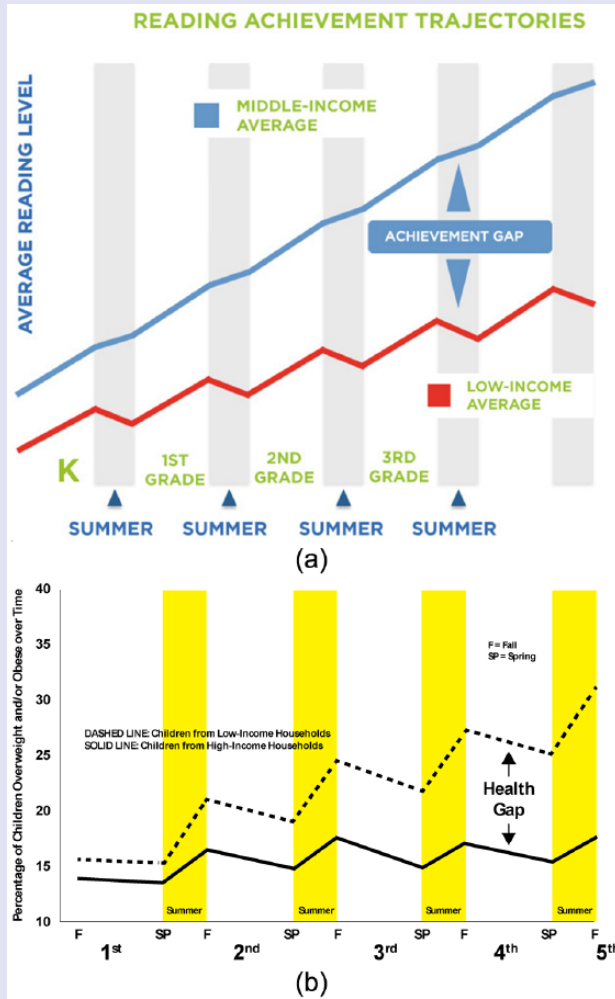 READING ACHIEVEMENT TRAJECTORIES
AVERAGE READING LEVEL
MIDDLE-INCOME
AVERAGE
ACHIEVEMENT GAP
LOW-INCOME
AVERAGE
K
1ST
GRADE
2ND
GRADE
3RD
GRADE
SUMMER
SUMMER
SUMMER
SUMMER
(a)
Percentage of Children Overweight and/or Obese over Time
40
35
30
25
20
15
10
F = Fall
SP = Spring
DASHED LINE: Children from Low-Income Households
SOLID LINE: Children from High-Income Households
Health
Gap
Summer
Summer
Summer
Summer
F SP F SP F SP F SP F
1st 2nd 3rd 4th 5th
(b)